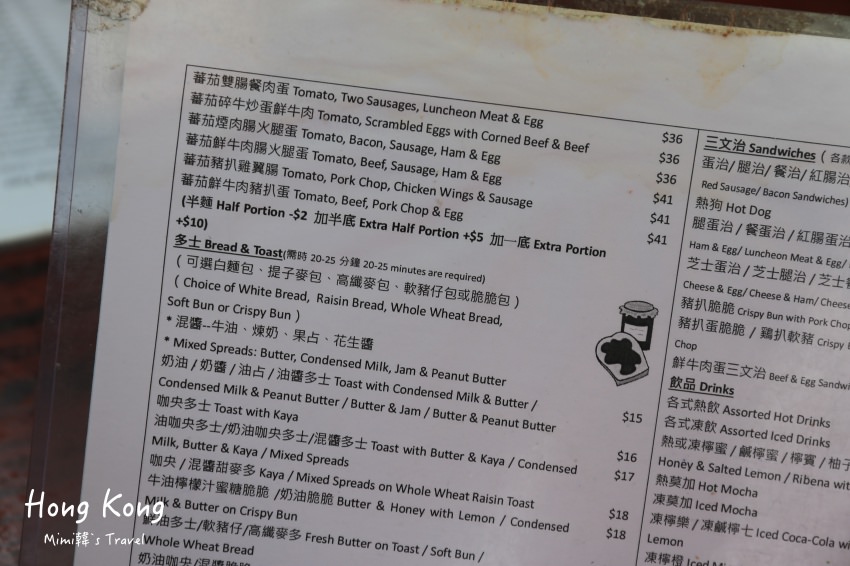 蕃茄雙腸餐肉蛋 Tomato, Two Sausages, Luncheon Meat & Egg $36
蕃茄碎牛炒蛋鮮牛肉 Tomato, Scrambled Eggs with Corned Beef & Beef $36
蕃茄煙肉腸火腿蛋 Tomato, Bacon, Sausage, Ham & Egg $36
蕃茄鮮牛肉腸火腿蛋 Tomato, Beef, Sausage, Ham & Egg $41
蕃茄豬扒雞翼腸 Tomato, Pork Chop, Chicken Wings & Sausage $41
蕃茄鮮牛肉豬扒蛋 Tomato, Beef, Pork Chop & Egg $41
(半麵 Half Portion -$2 加半底 Extra Half Portion +$5 加一底 Extra Portion
+$10)
多士 Bread & Toast(需時 20-25 分鐘 20-25 minutes are required)
（可選白麵包、提子麥包、高纖麥包、軟豬仔包或脆脆包）
（Choice of White Bread, Raisin Bread, Whole Wheat Bread,
Soft Bun or Crispy Bun）
* 混醬--牛油、煉奶、果占、花生醬
* Mixed Spreads: Butter, Condensed Milk, Jam & Peanut Butter
奶油 / 奶醬 / 油占 / 油醬多士 Toast with Condensed Milk & Butter /
Condensed Milk & Peanut Butter / Butter & Jam / Butter & Peanut Butter $15
咖央多士 Toast with Kaya
油咖央多士/奶油咖央多士/混醬多士 Toast with Butter & Kaya / Condensed $16
Milk, Butter & Kaya / Mixed Spreads $17
咖央 / 混醬甜麥多 Kaya / Mixed Spreads on Whole Wheat Raisin Toast
牛油檸檬汁蜜糖脆脆 /奶油脆脆 Butter & Honey with Lemon / Condensed $18
Milk & Butter on Crispy Bun $18
鮮油多士/軟豬仔/高纖麥多 Fresh Butter on Toast / Soft Bun /
Whole Wheat Bread
三文治 Sandwiches（各款
蛋治/ 腿治/ 餐治/ 紅腸治
Red Sausage/ Bacon Sandwiches)
熱狗 Hot Dog
腿蛋治 / 餐蛋治 / 紅腸蛋治
Ham & Egg/ Luncheon Meat & Egg/
芝士蛋治 / 芝士腿治 / 芝士餐
Cheese & Egg/ Cheese & Ham/ Cheese
豬扒脆脆 Crispy Bun with Pork Chop
豬扒蛋脆脆 / 鷄扒軟豬 Crispy
Chop
鮮牛肉蛋三文治 Beef & Egg Sandwi
飲品 Drinks
各式熱飲 Assorted Hot Drinks
各式凍飲 Assorted Iced Drinks
熱或凍檸蜜 / 鹹檸蜜 / 檸賓 / 柚子
Honey & Salted Lemon / Ribena with
熱莫加 Hot Mocha
凍莫加 Iced Mocha
凍檸樂 / 凍鹹檸七 Iced Coca-Cola w
Lemon
凍檸橙 Iced
Hong Kong
Mimi韓's Travel